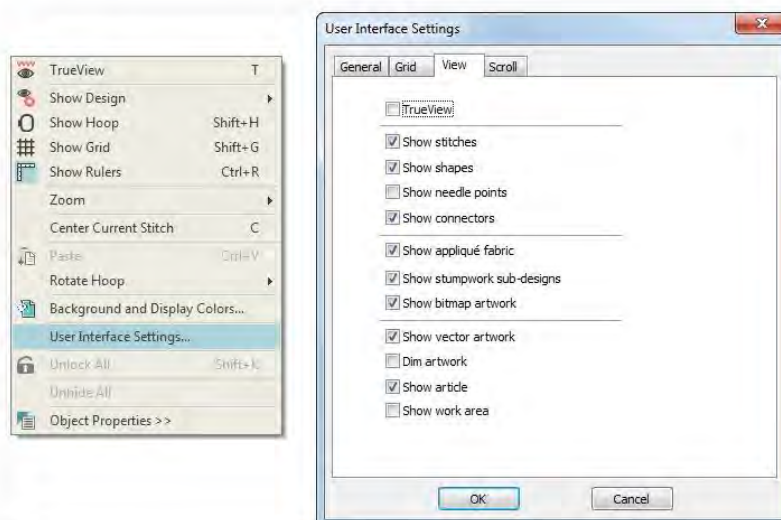 TrueView T
Show Design
Show Hoop Shift+H
Show Grid Shift+G
Show Rulers Ctrl+R
Zoom
Center Current Stitch C
Paste Ctrl+V
Rotate Hoop
Background and Display Colors...
User Interface Settings...
Unlock All Shift+K
Unhide All
Object Properties >>
User Interface Settings
General Grid View Scroll
TrueView
Show stitches
Show shapes
Show needle points
Show connectors
Show appliqué fabric
Show stumpwork sub-designs
Show bitmap artwork
Show vector artwork
Dim artwork
Show article
Show work area
OK Cancel